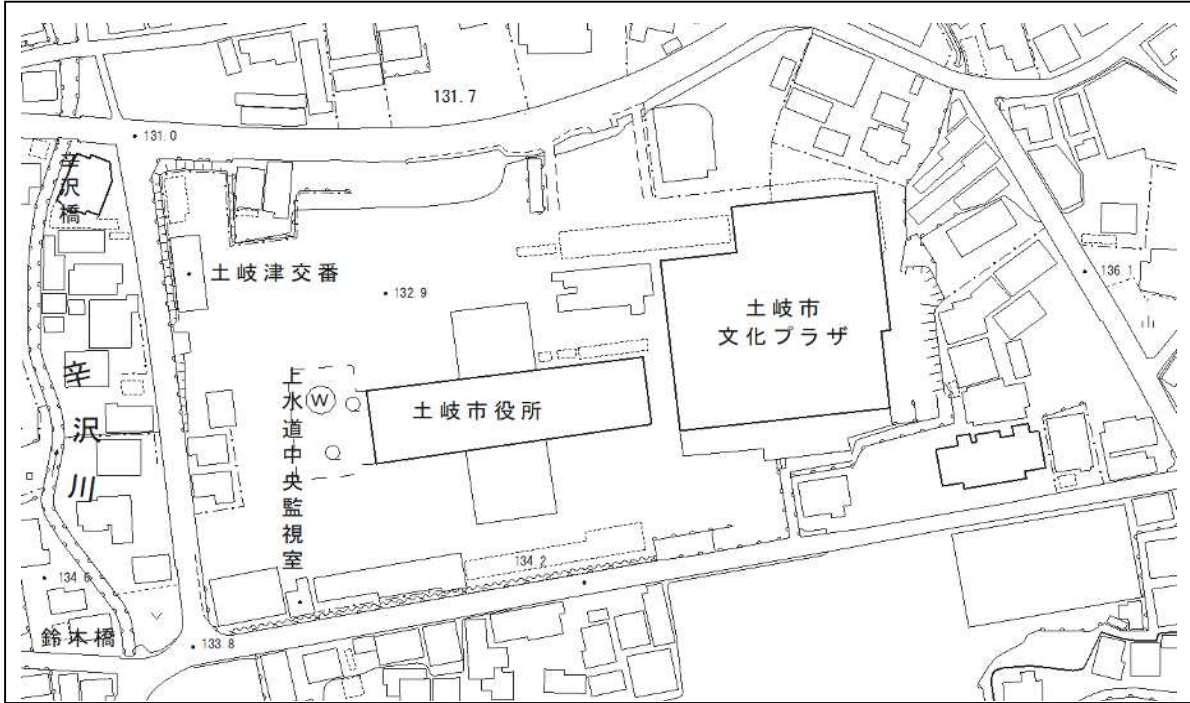 131.7
131.0
辛沢橋
土岐津交番
132.9
136.1
土岐市
文化プラザ
上水道中央監視室
W
土岐市役所
辛沢川
134.2
134.6
鈴木橋
133.8